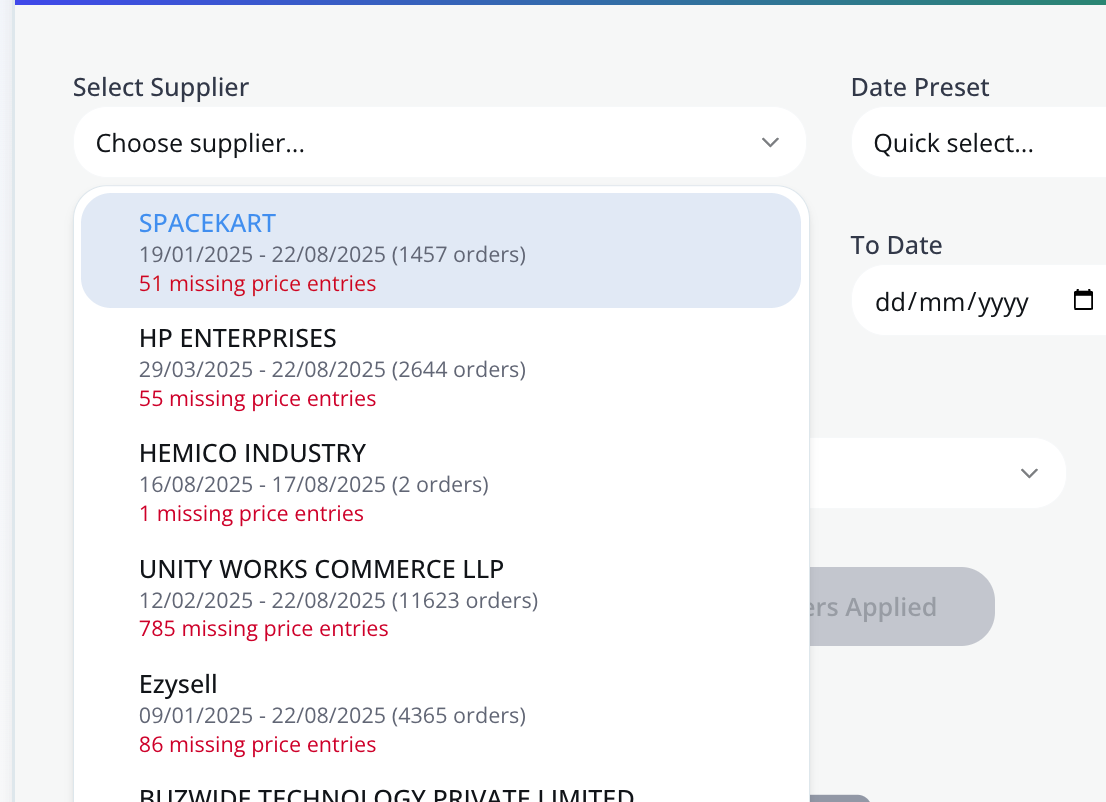 Select Supplier
Choose supplier...
Date Preset
Quick select...
SPACEKART
19/01/2025 - 22/08/2025 (1457 orders)
51 missing price entries
To Date
dd/mm/yyyy
HP ENTERPRISES
29/03/2025 - 22/08/2025 (2644 orders)
55 missing price entries
HEMICO INDUSTRY
16/08/2025 - 17/08/2025 (2 orders)
1 missing price entries
UNITY WORKS COMMERCE LLP
12/02/2025 - 22/08/2025 (11623 orders)
785 missing price entries
Applied
Ezysell
09/01/2025 - 22/08/2025 (4365 orders)
86 missing price entries
BUZWIDE TECHNOLOGY PRIVATE LIMITED